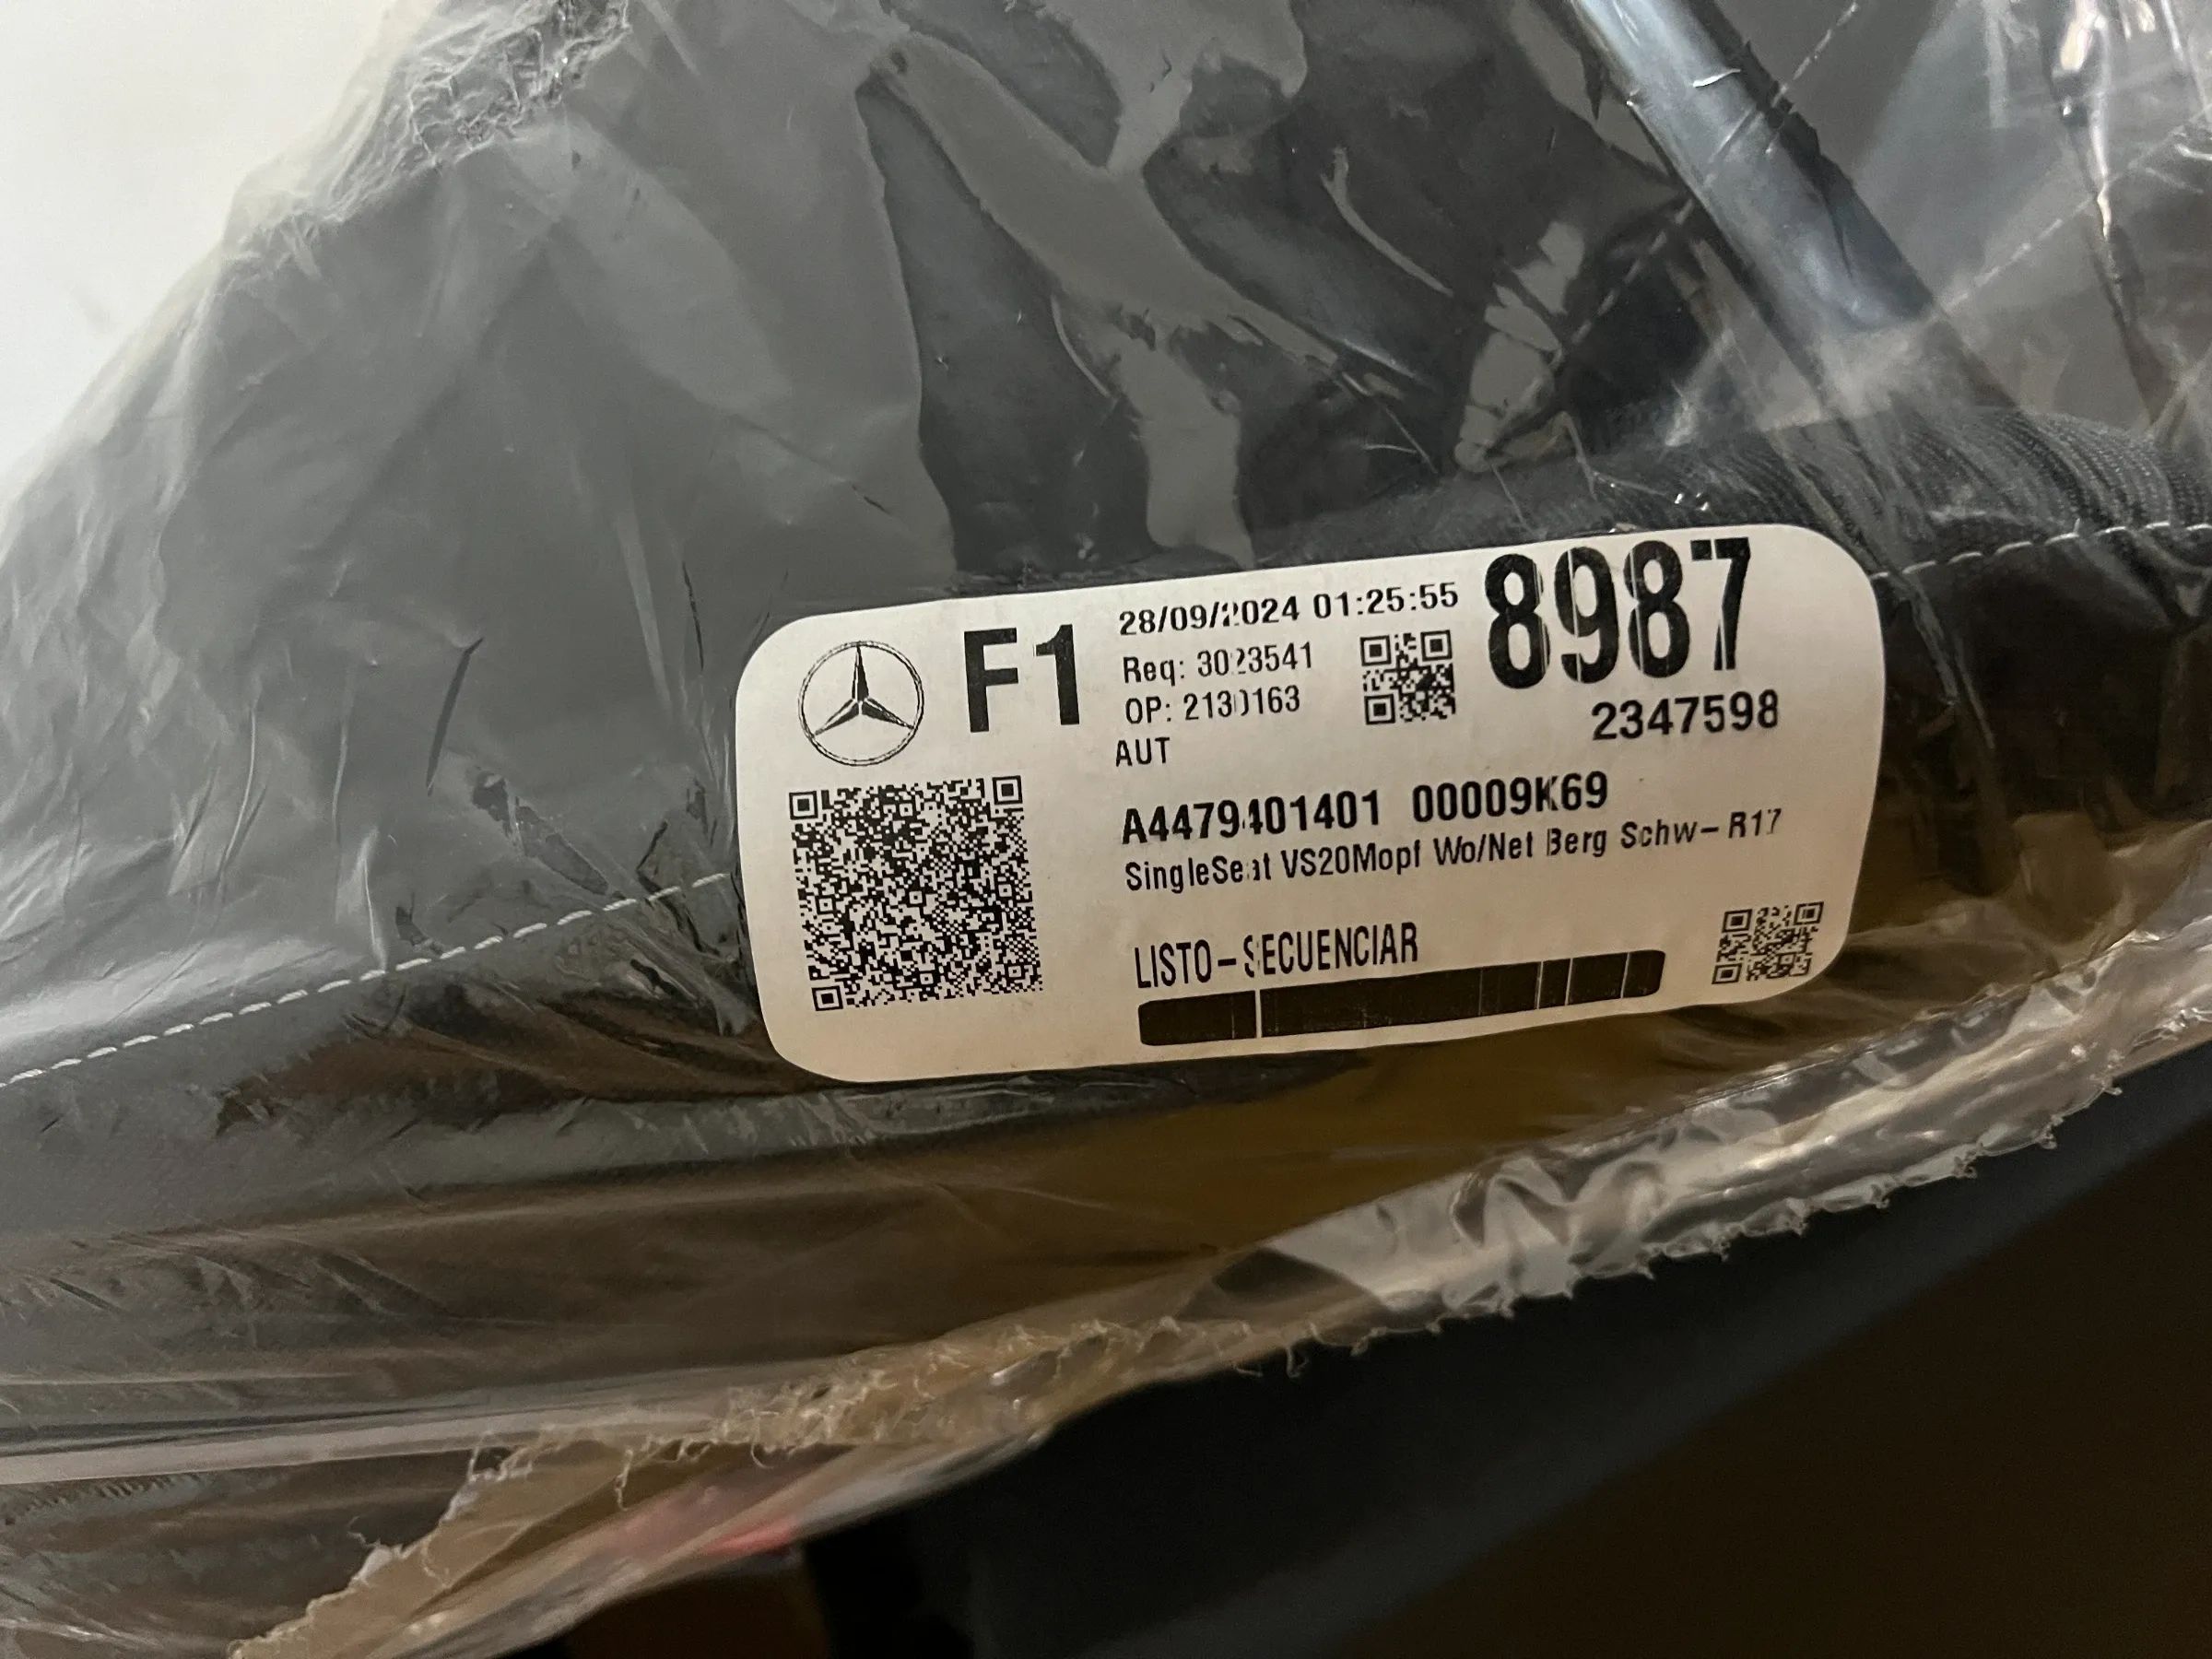 F1
28/09/2024 01:25:55
Req: 3023541
OP: 2130163
AUT
8987
2347598
A4479401401 00009K69
SingleSeat VS20Mopf Wo/Net Berg Schw- R17
LISTO-SECUENCIAR